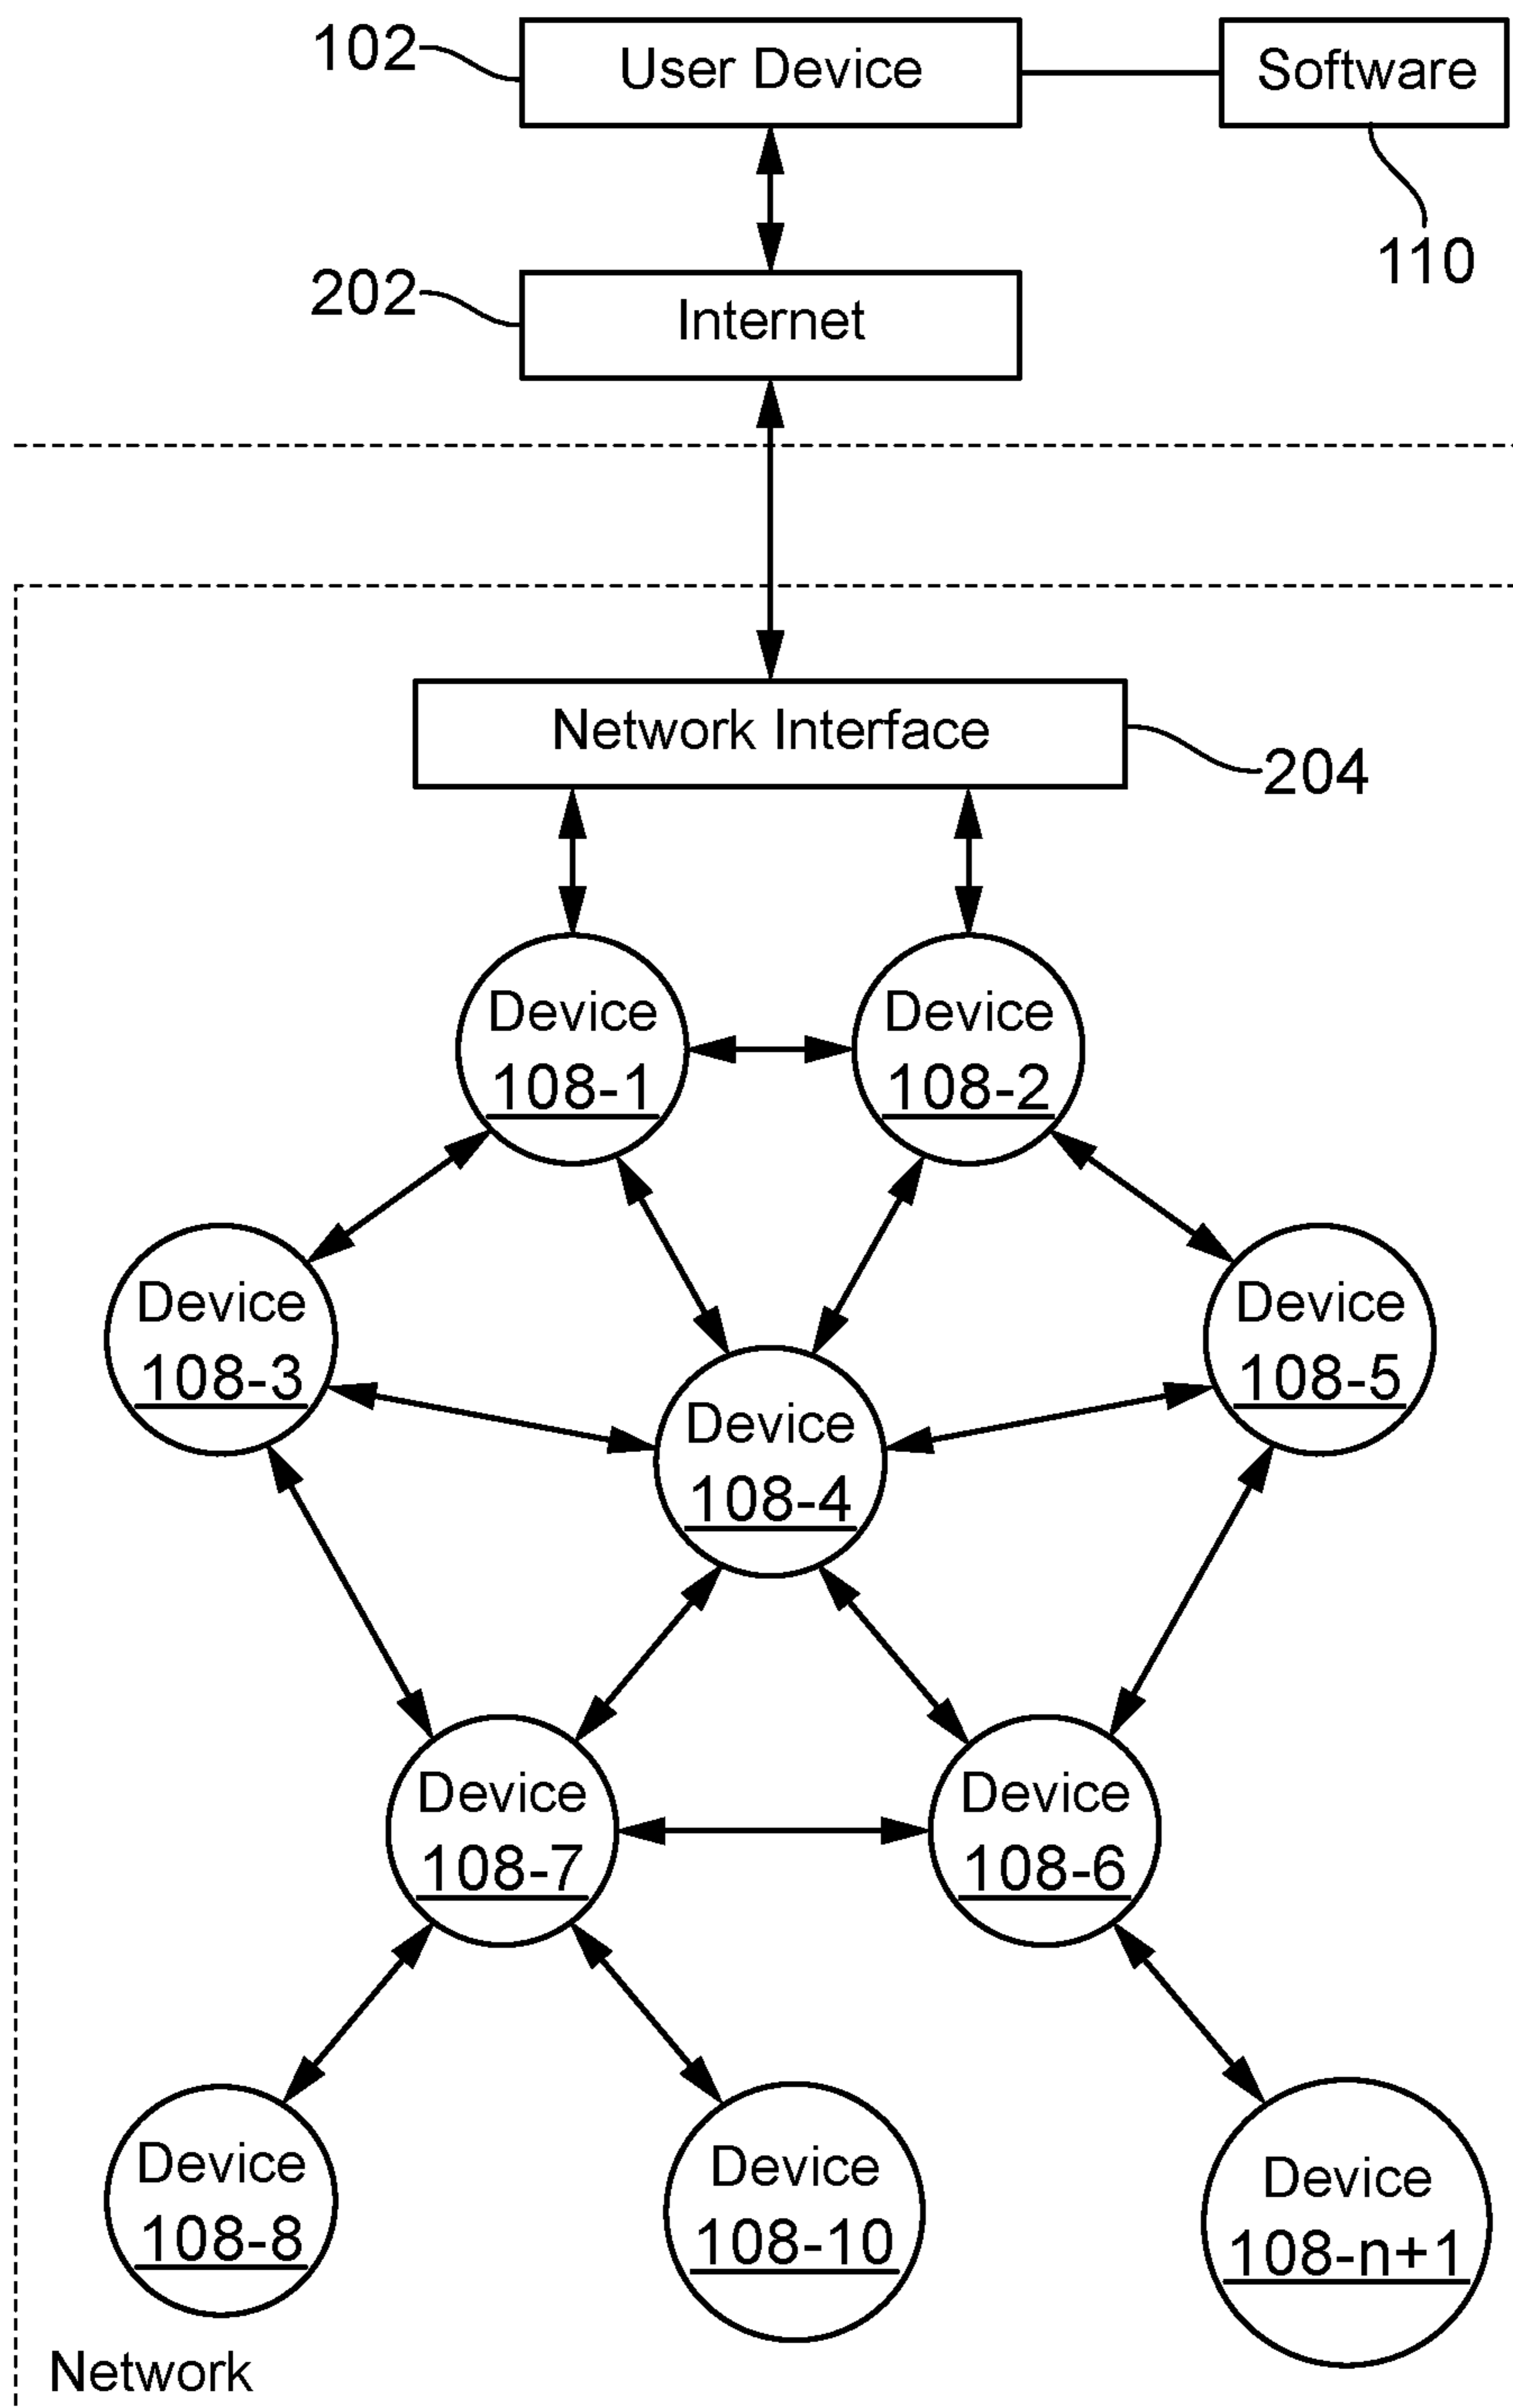 102
User Device
Software
110
202
Internet
Network Interface
204
Device
108-1
Device
108-2
Device
108-3
Device
108-5
Device
108-4
Device
108-7
Device
108-6
Device
108-8
Device
108-10
Device
108-n+1
Network